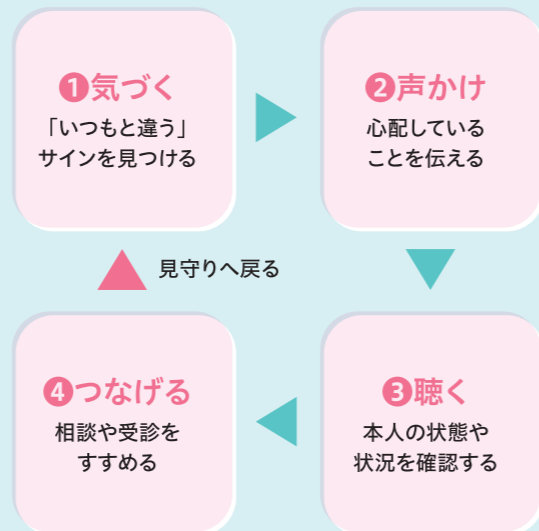 ❶気づく
「いつもと違う」
サインを見つける
❷声かけ
心配している
ことを伝える
❸聴く
本人の状態や
状況を確認する
❹つなげる
相談や受診を
すすめる
見守りへ戻る